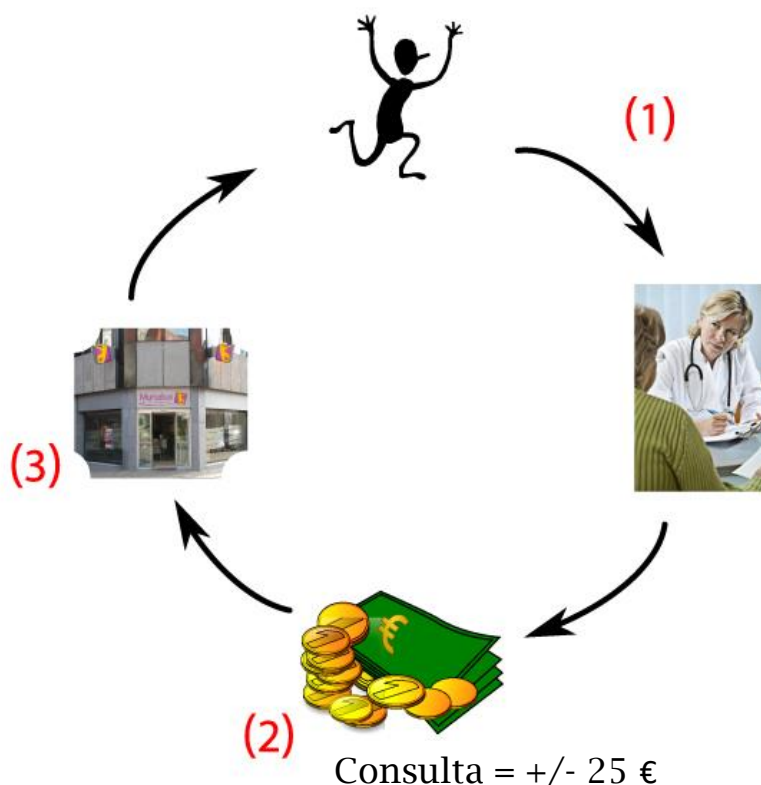 (1)
(3)
(2)
Consulta = +/- 25 €